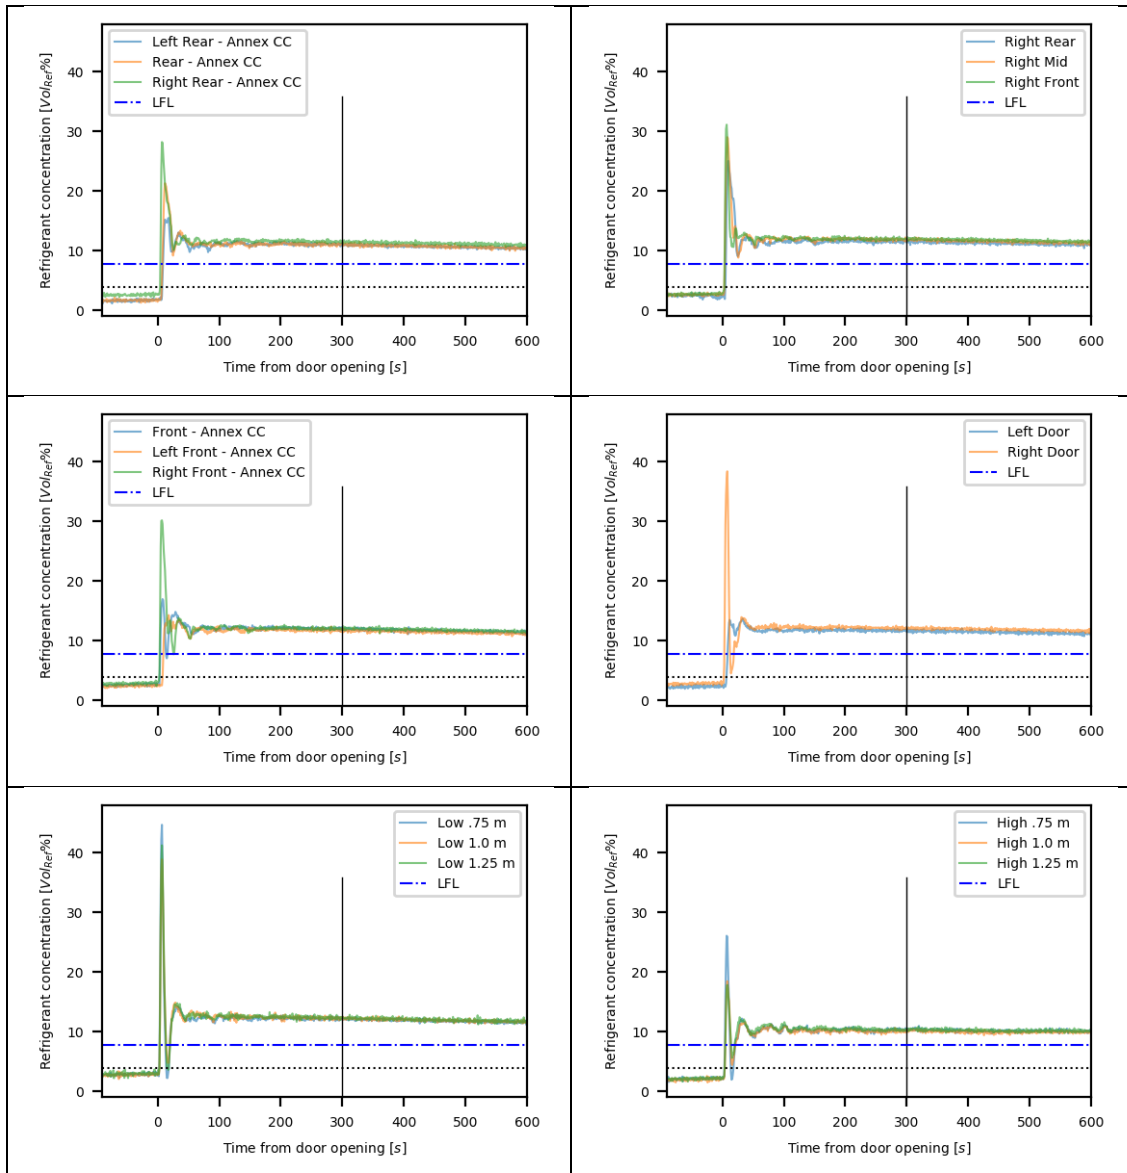 Refrigerant concentration [Vol_Ref%]
Left Rear - Annex CC
Rear - Annex CC
Right Rear - Annex CC
LFL
40
30
20
10
0
0 100 200 300 400 500 600
Time from door opening [s]
Refrigerant concentration [Vol_Ref%]
Right Rear
Right Mid
Right Front
LFL
40
30
20
10
0
0 100 200 300 400 500 600
Time from door opening [s]
Refrigerant concentration [Vol_Ref%]
Front - Annex CC
Left Front - Annex CC
Right Front - Annex CC
LFL
40
30
20
10
0
0 100 200 300 400 500 600
Time from door opening [s]
Refrigerant concentration [Vol_Ref%]
Left Door
Right Door
LFL
40
30
20
10
0
0 100 200 300 400 500 600
Time from door opening [s]
Refrigerant concentration [Vol_Ref%]
Low .75 m
Low 1.0 m
Low 1.25 m
LFL
40
30
20
10
0
0 100 200 300 400 500 600
Time from door opening [s]
Refrigerant concentration [Vol_Ref%]
High .75 m
High 1.0 m
High 1.25 m
LFL
40
30
20
10
0
0 100 200 300 400 500 600
Time from door opening [s]